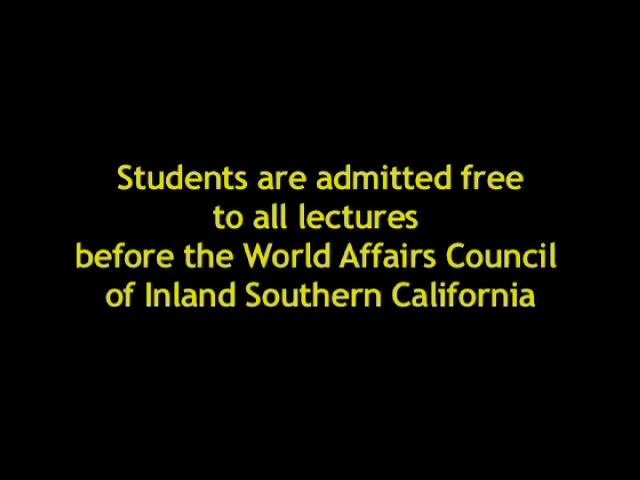 Students are admitted free
to all lectures
before the World Affairs Council
of Inland Southern California